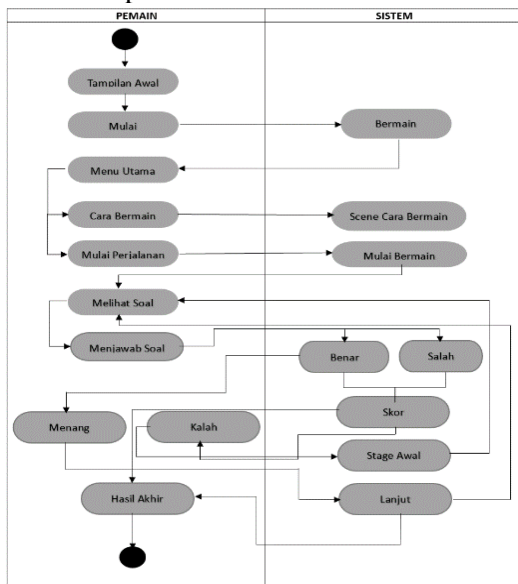 PEMAIN SISTEM
Tampilan Awal
Mulai Bermain
Menu Utama
Cara Bermain Scene Cara Bermain
Mulai Perjalanan Mulai Bermain
Melihat Soal
Menjawab Soal Benar Salah
Menang Kalah Skor
Stage Awal
Hasil Akhir Lanjut